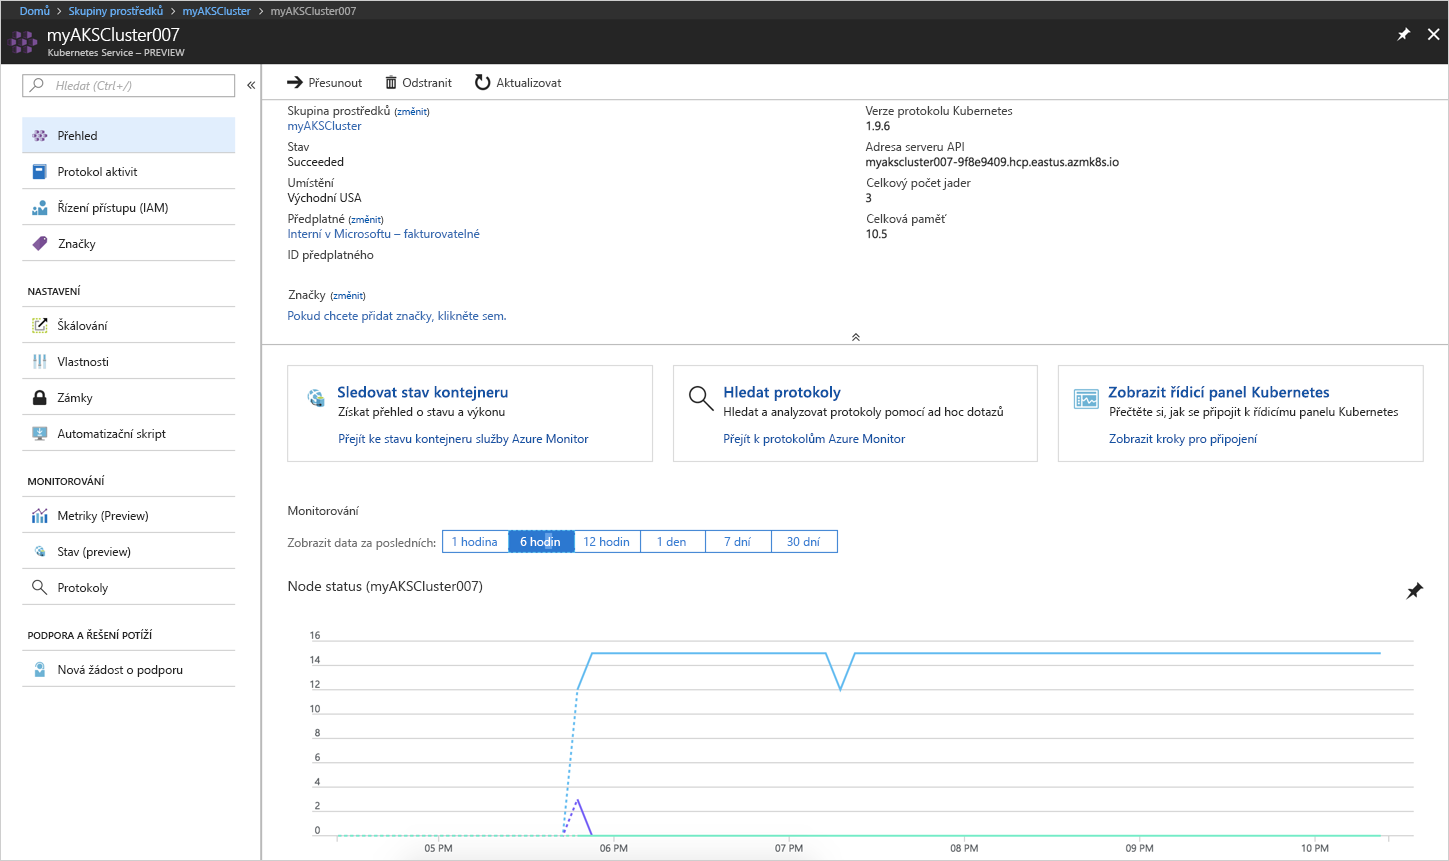 Domů > Skupiny prostředků > myAKSCluster > myAKSCluster007
myAKSCluster007
Kubernetes Service – PREVIEW
Hledat (Ctrl+/)
«
Přehled
Protokol aktivit
Řízení přístupu (IAM)
Značky
NASTAVENÍ
Škálování
Vlastnosti
Zámky
Automatizační skript
MONITOROVÁNÍ
Metriky (Preview)
Stav (preview)
Protokoly
PODPORA A ŘEŠENÍ POTÍŽÍ
Nová žádost o podporu
Přesunout Odstranit Aktualizovat
Skupina prostředků (změnit)
myAKSCluster
Stav
Succeeded
Umístění
Východní USA
Předplatné (změnit)
Interní v Microsoftu – fakturovatelné
ID předplatného
Značky (změnit)
Pokud chcete přidat značky, klikněte sem.
Verze protokolu Kubernetes
1.9.6
Adresa serveru API
myakscluster007-9f8e9409.hcp.eastus.azmk8s.io
Celkový počet jader
3
Celková paměť
10.5
Sledovat stav kontejneru
Získat přehled o stavu a výkonu
Přejít ke stavu kontejneru služby Azure Monitor
Hledat protokoly
Hledat a analyzovat protokoly pomocí ad hoc dotazů
Přejít k protokolům Azure Monitor
Zobrazit řídicí panel Kubernetes
Přečtěte si, jak se připojit k řídicímu panelu Kubernetes
Zobrazit kroky pro připojení
Monitorování
Zobrazit data za posledních: 1 hodina 6 hodin 12 hodin 1 den 7 dní 30 dní
Node status (myAKSCluster007)
16
14
12
10
8
6
4
2
0
05 PM 06 PM 07 PM 08 PM 09 PM 10 PM